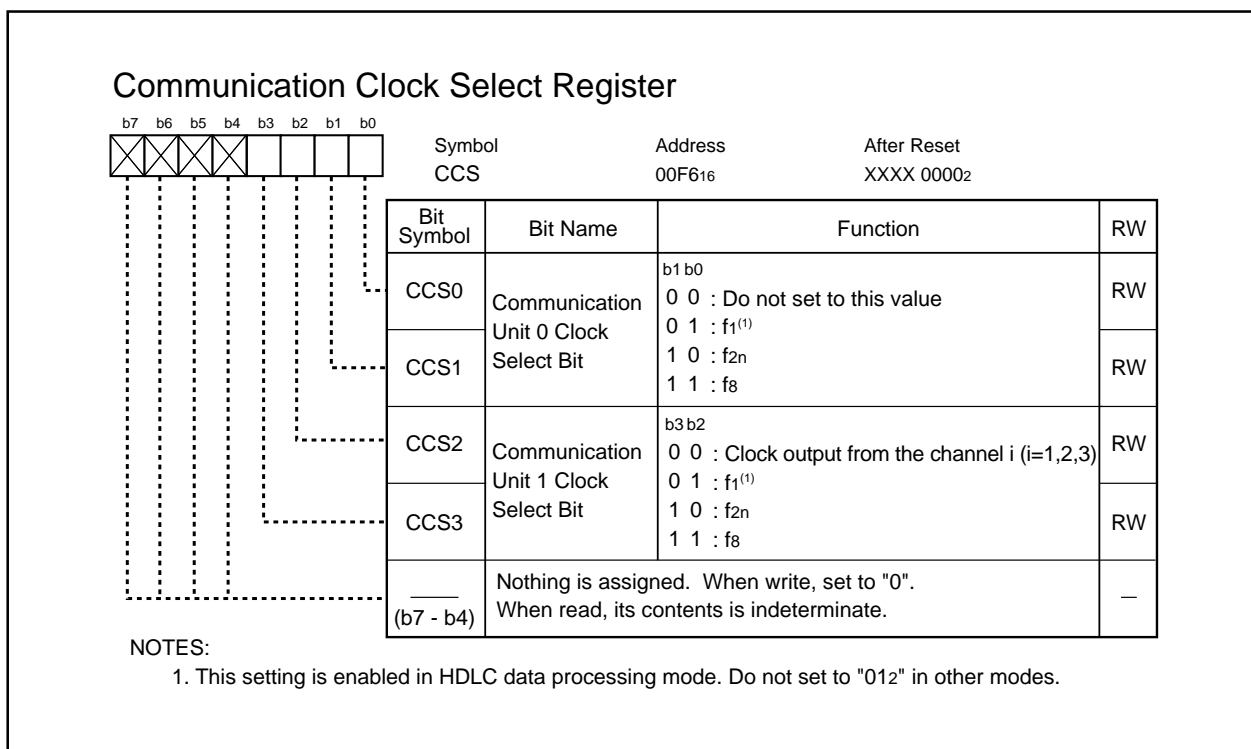 Communication Clock Select Register
b7 b6 b5 b4 b3 b2 b1 b0
Symbol Address After Reset
CCS 00F616 XXXX 00002
Bit Symbol Bit Name Function RW
CCS0 Communication Unit 0 Clock Select Bit
b1 b0
0 0 : Do not set to this value
0 1 : f1(1)
1 0 : f2n
1 1 : f8
RW
CCS1 RW
CCS2 Communication Unit 1 Clock Select Bit
b3 b2
0 0 : Clock output from the channel i (i=1,2,3)
0 1 : f1(1)
1 0 : f2n
1 1 : f8
RW
CCS3 RW
(b7 - b4)
Nothing is assigned. When write, set to "0".
When read, its contents is indeterminate.
—
NOTES:
1. This setting is enabled in HDLC data processing mode. Do not set to "012" in other modes.